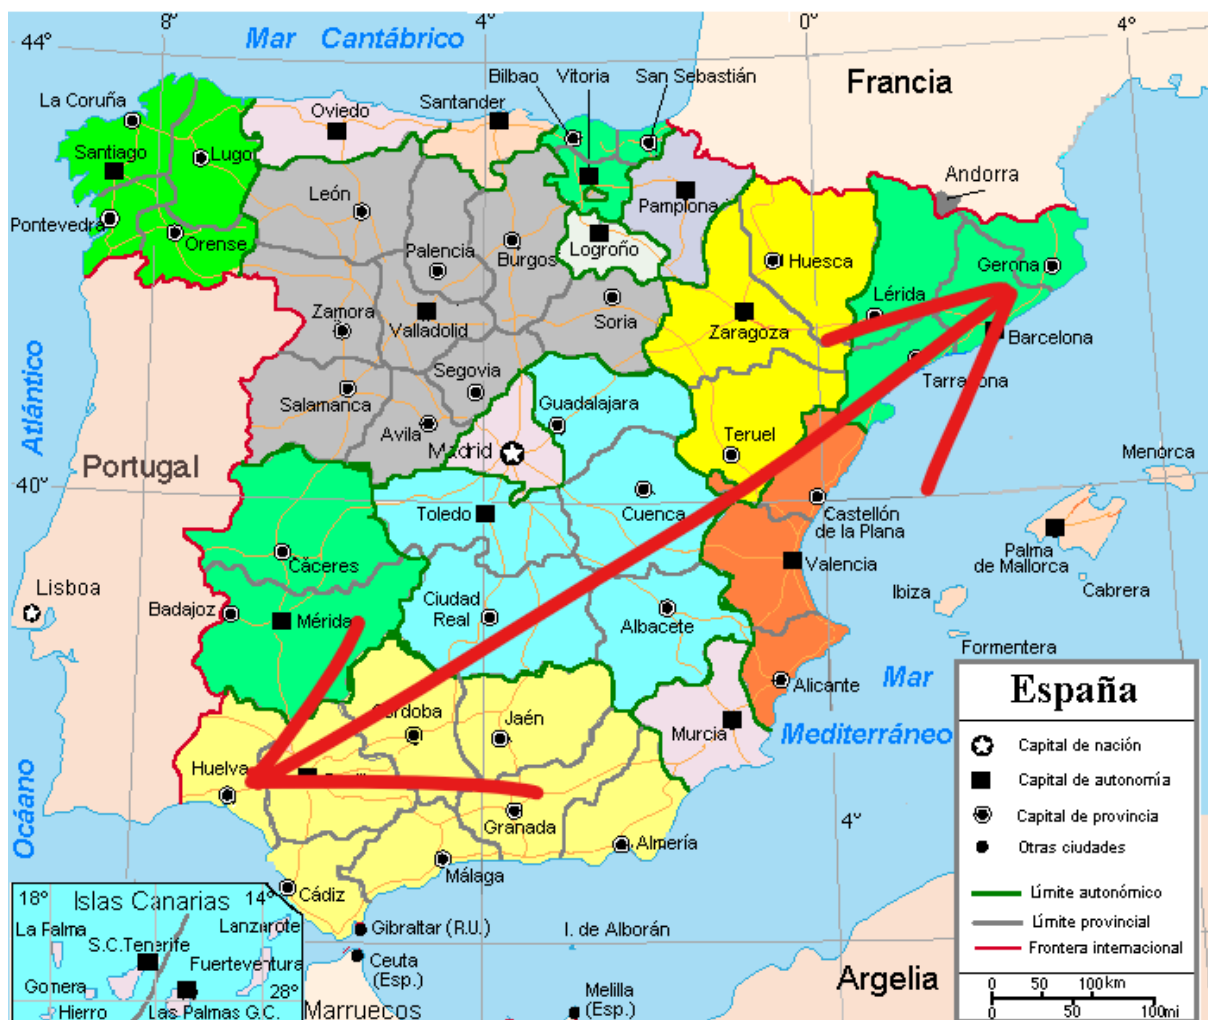 8°
4°
0°
4°
44°
Mar Cantábrico
Bilbao
Vitoria
San Sebastián
Francia
La Coruña
Santander
Oviedo
Santiago
Lugo
Andorra
León
Pamplona
Pontevedra
Orense
Palencia
Burgos
Logroño
Huesca
Gerona
Lérida
Zamora
Valladolid
Soria
Zaragoza
Barcelona
Segovia
Tarragona
Atlántico
Salamanca
Guadalajara
Avila
Madrid
Teruel
Portugal
Menorca
40°
Toledo
Cuenca
Castellón
de la Plana
Cáceres
Valencia
Palma
de Mallorca
Lisboa
Badajoz
Mérida
Ciudad
Real
Albacete
Ibiza
Cabrera
Formentera
Mar
Mediterráneo
Alicante
Córdoba
Jaén
Murcia
Huelva
Ocáano
Granada
Almería
4°
Málaga
Cádiz
Gibraltar (R.U.)
I. de Alborán
Ceuta
(Esp.)
Melilla
(Esp.)
Marruecos
Argelia
18°
Islas Canarias
14°
La Palma
Lanzarote
S.C.Tenerife
Fuerteventura
Gomera
28°
Hierro
Las Palmas G.C.
España
Capital de nación
Capital de autonomía
Capital de provincia
Otras ciudades
Límite autonómico
Límite provincial
Frontera internacional
0 50 100 km
0 50 100mi